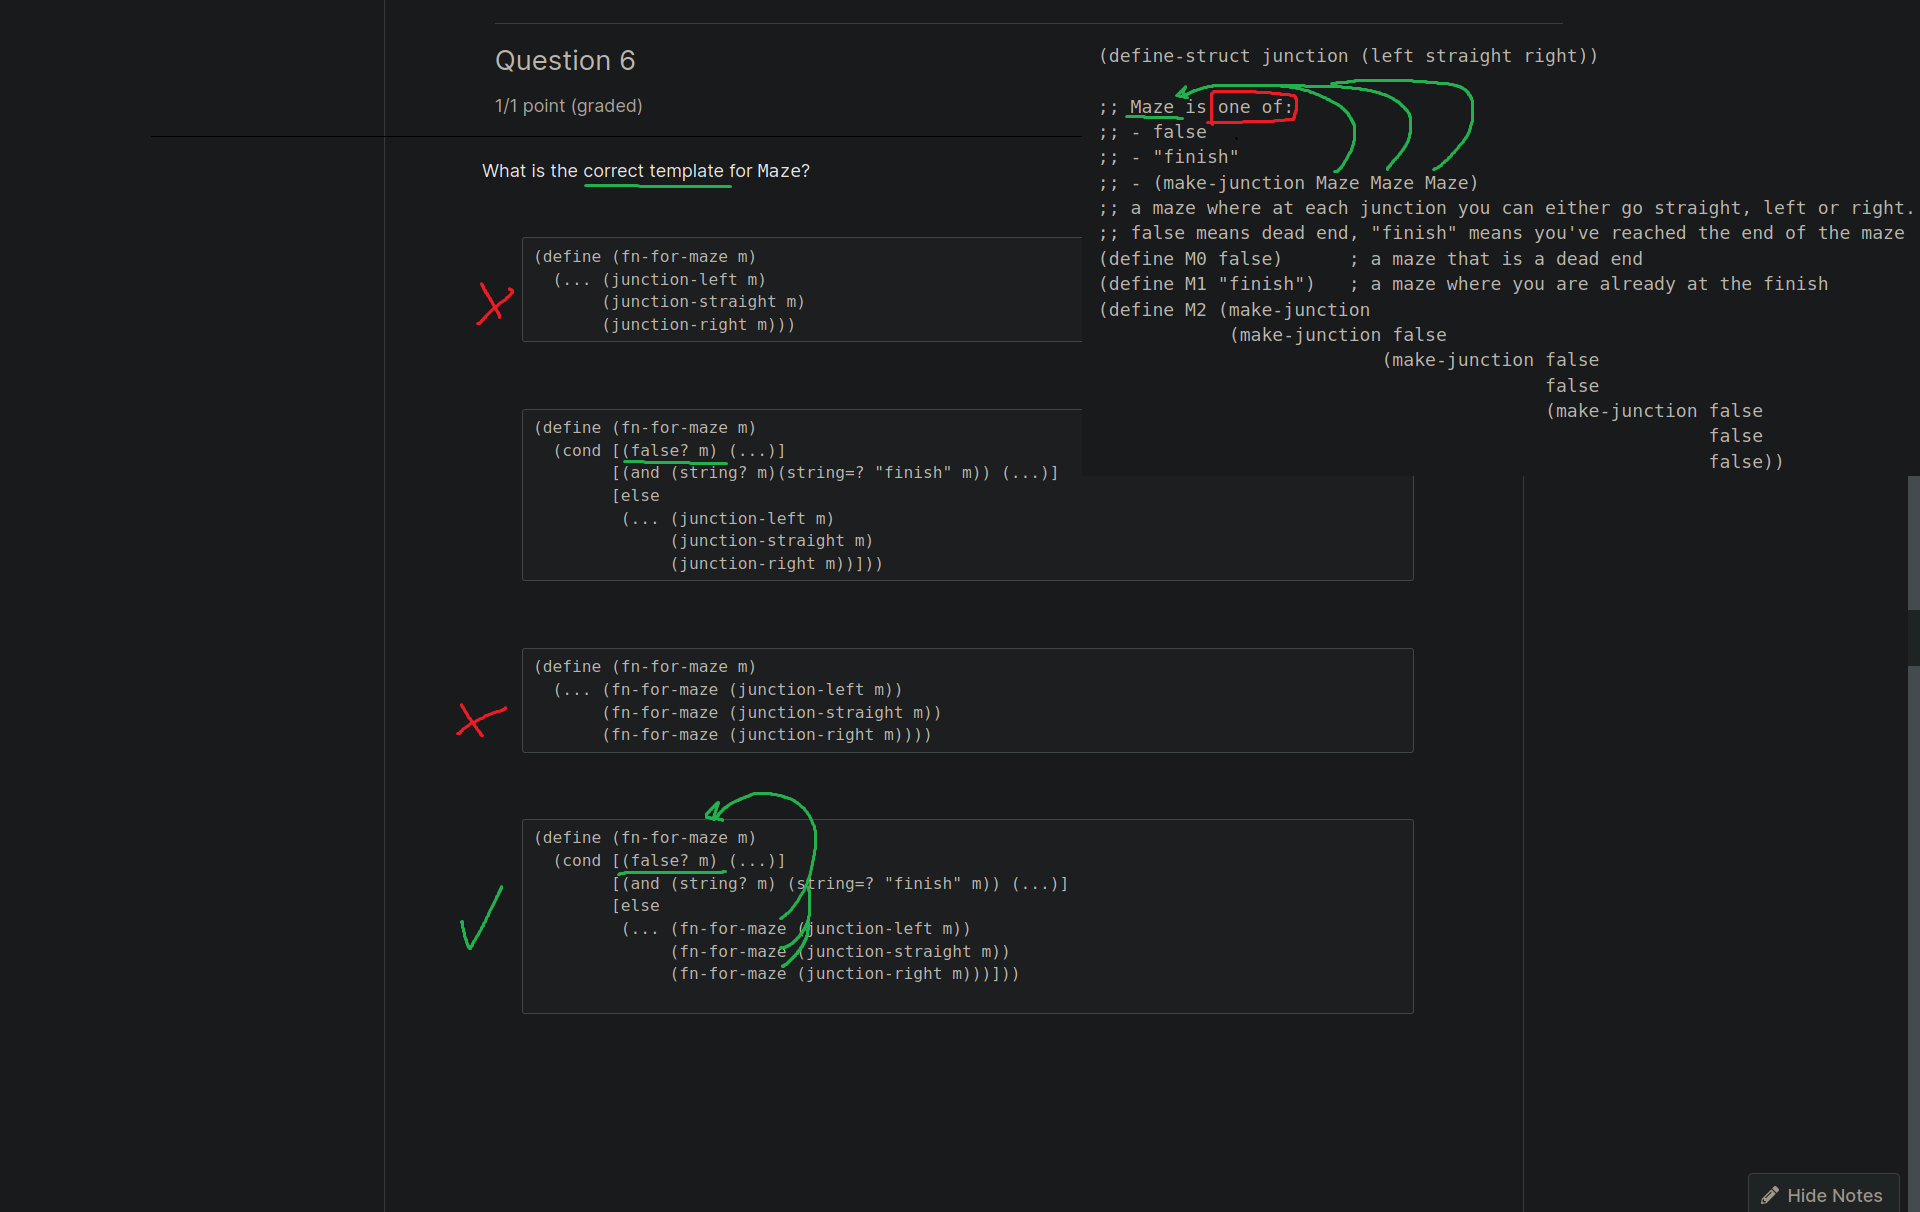 Question 6
1/1 point (graded)
What is the correct template for Maze?
(define (fn-for-maze m)
  (... (junction-left m)
       (junction-straight m)
       (junction-right m)))
(define (fn-for-maze m)
  (cond [(false? m) (...)]
        [(and (string? m)(string=? "finish" m)) (...)]
        [else
         (... (junction-left m)
              (junction-straight m)
              (junction-right m))]))
(define (fn-for-maze m)
  (... (fn-for-maze (junction-left m))
       (fn-for-maze (junction-straight m))
       (fn-for-maze (junction-right m))))
(define (fn-for-maze m)
  (cond [(false? m) (...)]
        [(and (string? m) (string=? "finish" m)) (...)]
        [else
         (... (fn-for-maze (junction-left m))
              (fn-for-maze (junction-straight m))
              (fn-for-maze (junction-right m)))]))
(define-struct junction (left straight right))
;; Maze is one of:
;; - false
;; - "finish"
;; - (make-junction Maze Maze Maze)
;; a maze where at each junction you can either go straight, left or right.
;; false means dead end, "finish" means you've reached the end of the maze
(define M0 false)      ; a maze that is a dead end
(define M1 "finish")   ; a maze where you are already at the finish
(define M2 (make-junction
            (make-junction false
                          (make-junction false
                                         false
                                         (make-junction false
                                                        false
                                                        false))
Hide Notes